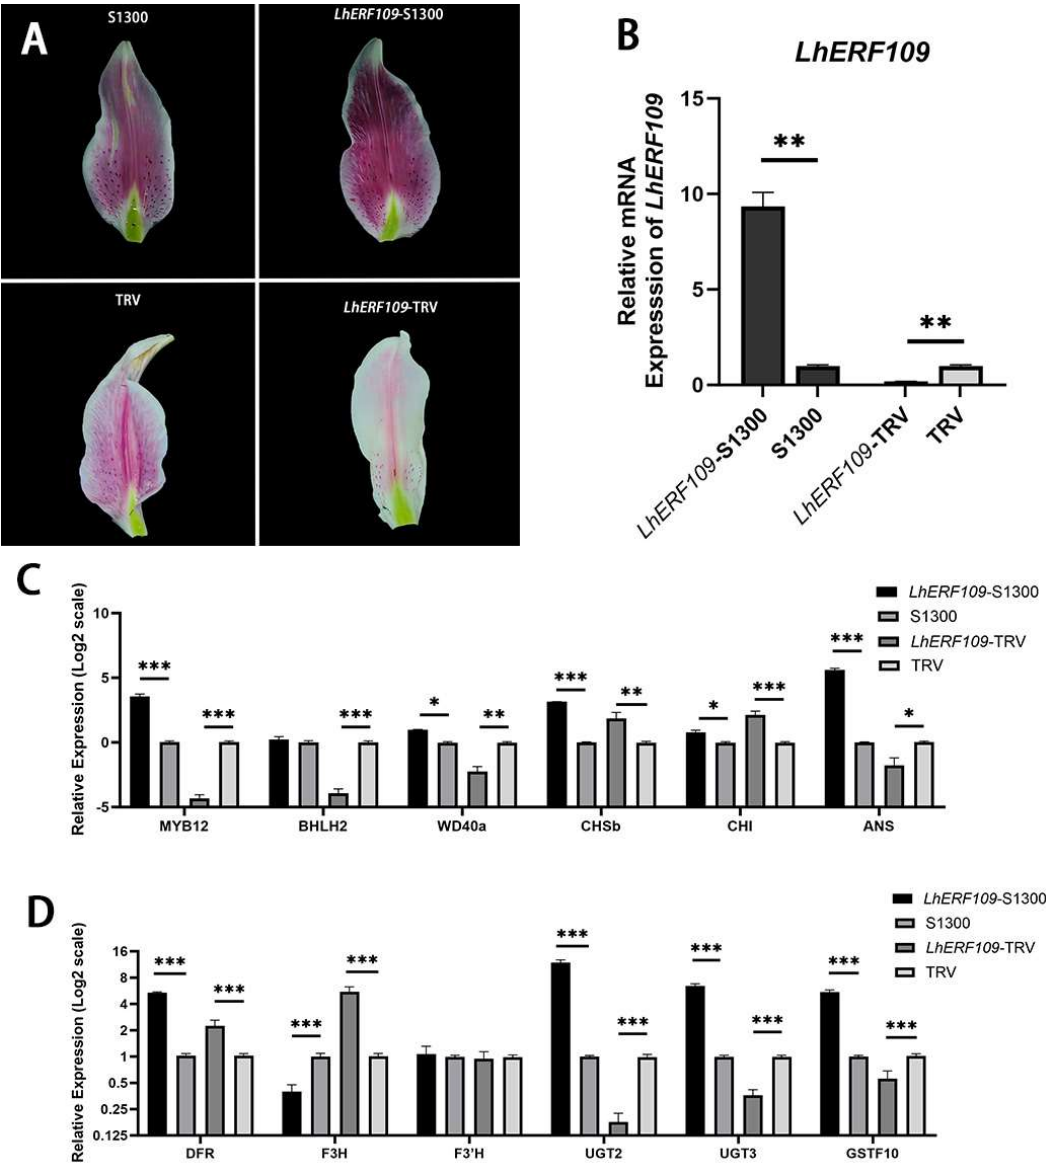 A
S1300
LhERF109-S1300
TRV
LhERF109-TRV
B
LhERF109
Relative mRNA
Expression of LhERF109
15
10
5
0
**
**
LhERF109-S1300
S1300
LhERF109-TRV
TRV
C
Relative Expression (Log2 scale)
10
5
0
-5
***
***
***
*
**
***
**
*
***
***
*
MYB12
BHLH2
WD40a
CHSb
CHI
ANS
LhERF109-S1300
S1300
LhERF109-TRV
TRV
D
Relative Expression (Log2 scale)
16
8
4
2
1
0.5
0.25
0.125
***
***
***
***
***
***
***
***
***
***
DFR
F3H
F3'H
UGT2
UGT3
GSTF10
LhERF109-S1300
S1300
LhERF109-TRV
TRV